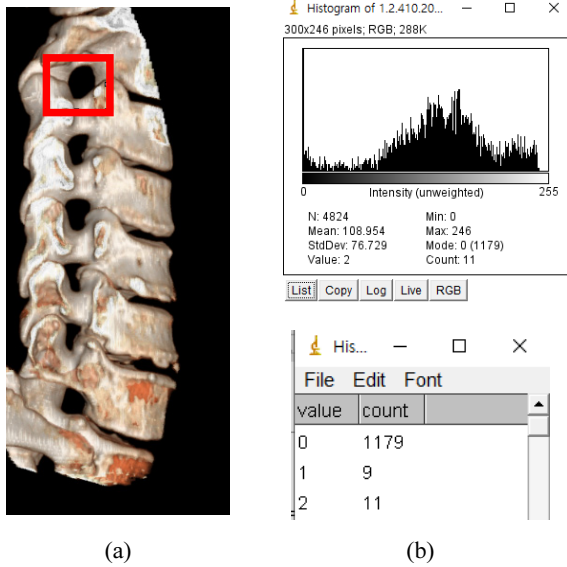 Histogram of 1.2.410.20...
300x246 pixels; RGB; 288K
0 Intensity (unweighted) 255
N: 4824 Min: 0
Mean: 108.954 Max: 246
StdDev: 76.729 Mode: 0 (1179)
Value: 2 Count: 11
List Copy Log Live RGB
His...
File Edit Font
value count
0 1179
1 9
2 11
(a) (b)